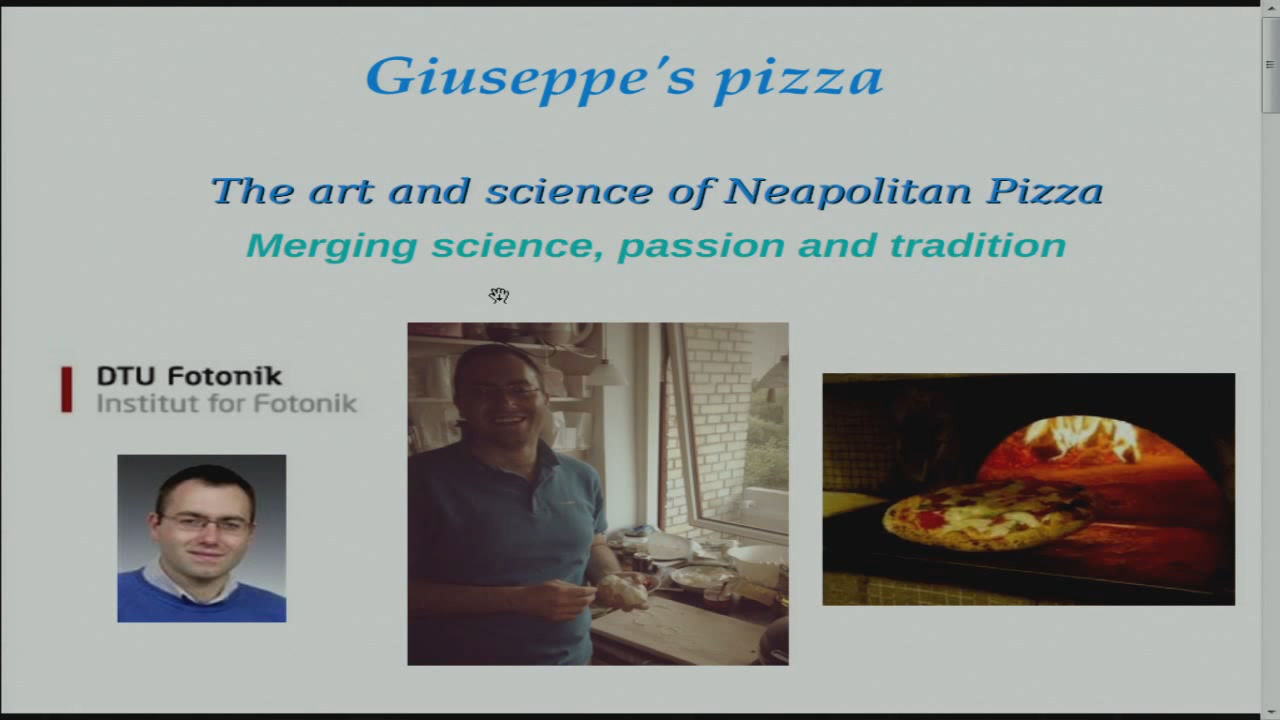 Giuseppe's pizza
The art and science of Neapolitan Pizza
Merging science, passion and tradition
DTU Fotonik
Institut for Fotonik